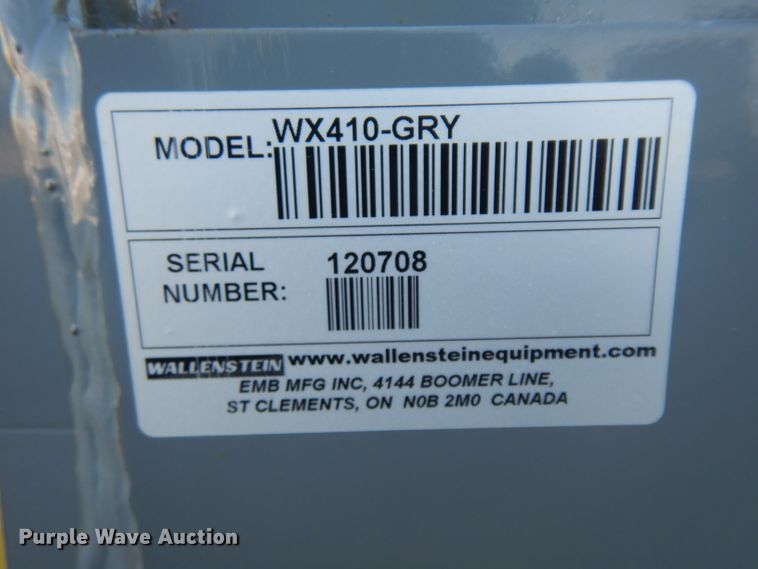 MODEL: WX410-GRY
SERIAL NUMBER: 120708
WALLENSTEIN www.wallensteinequipment.com
EMB MFG INC, 4144 BOOMER LINE,
ST CLEMENTS, ON N0B 2M0 CANADA
Purple Wave Auction